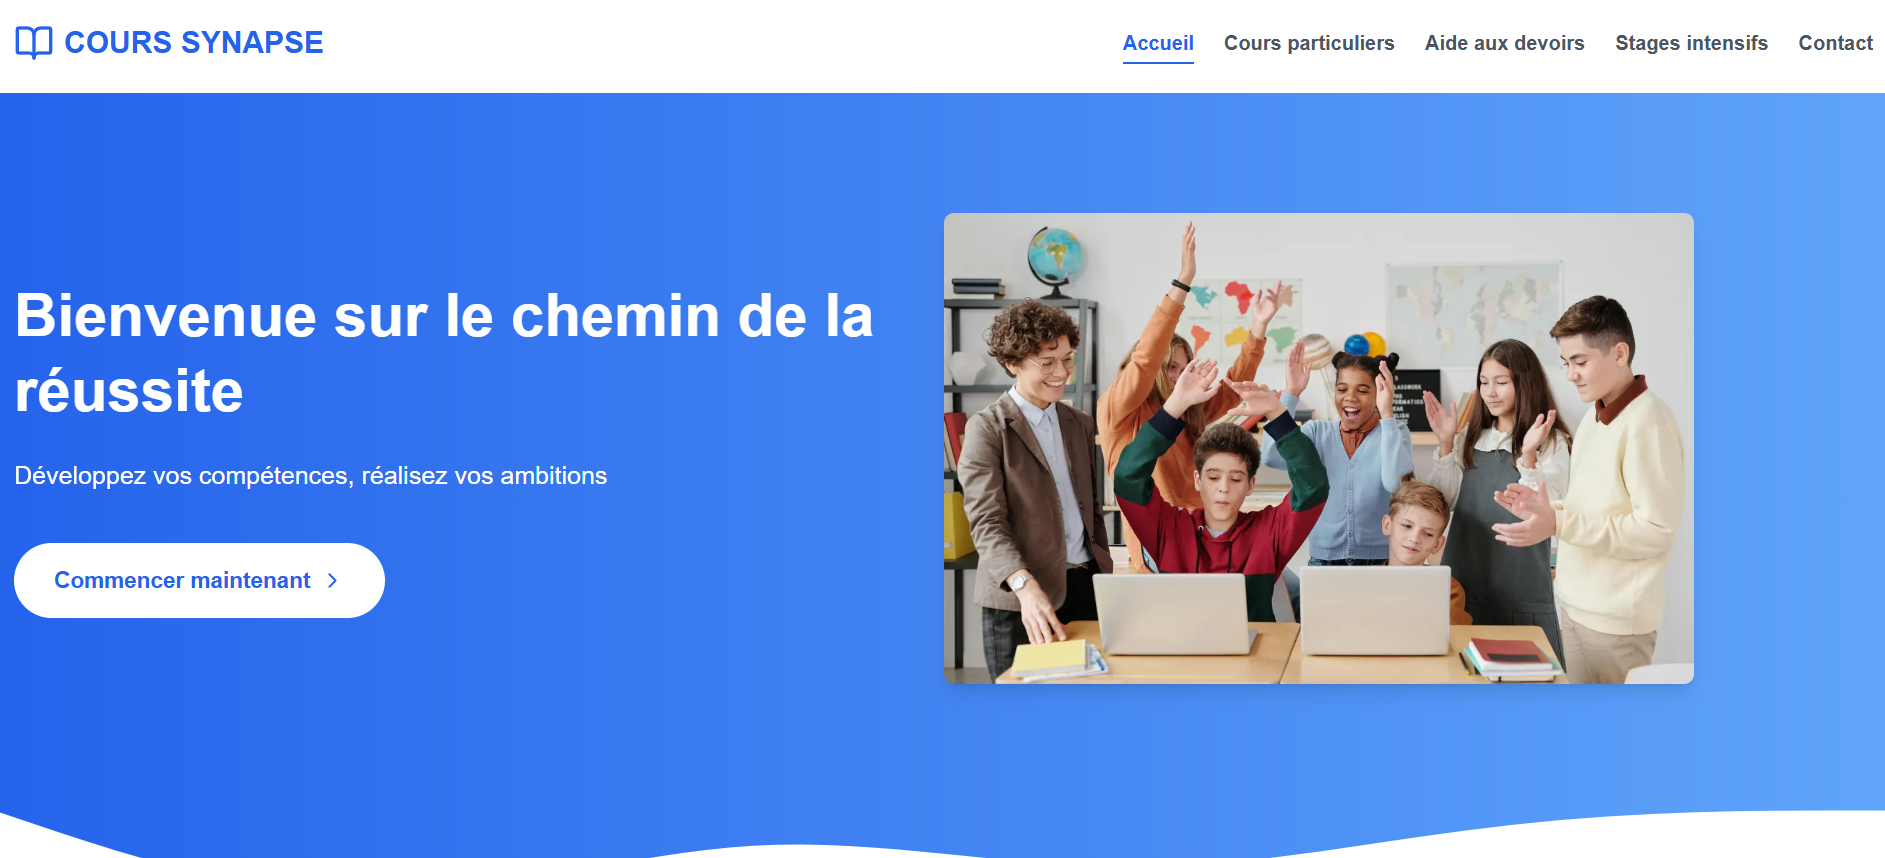 COURS SYNAPSE
Accueil Cours particuliers Aide aux devoirs Stages intensifs Contact
Bienvenue sur le chemin de la
réussite
Développez vos compétences, réalisez vos ambitions
Commencer maintenant